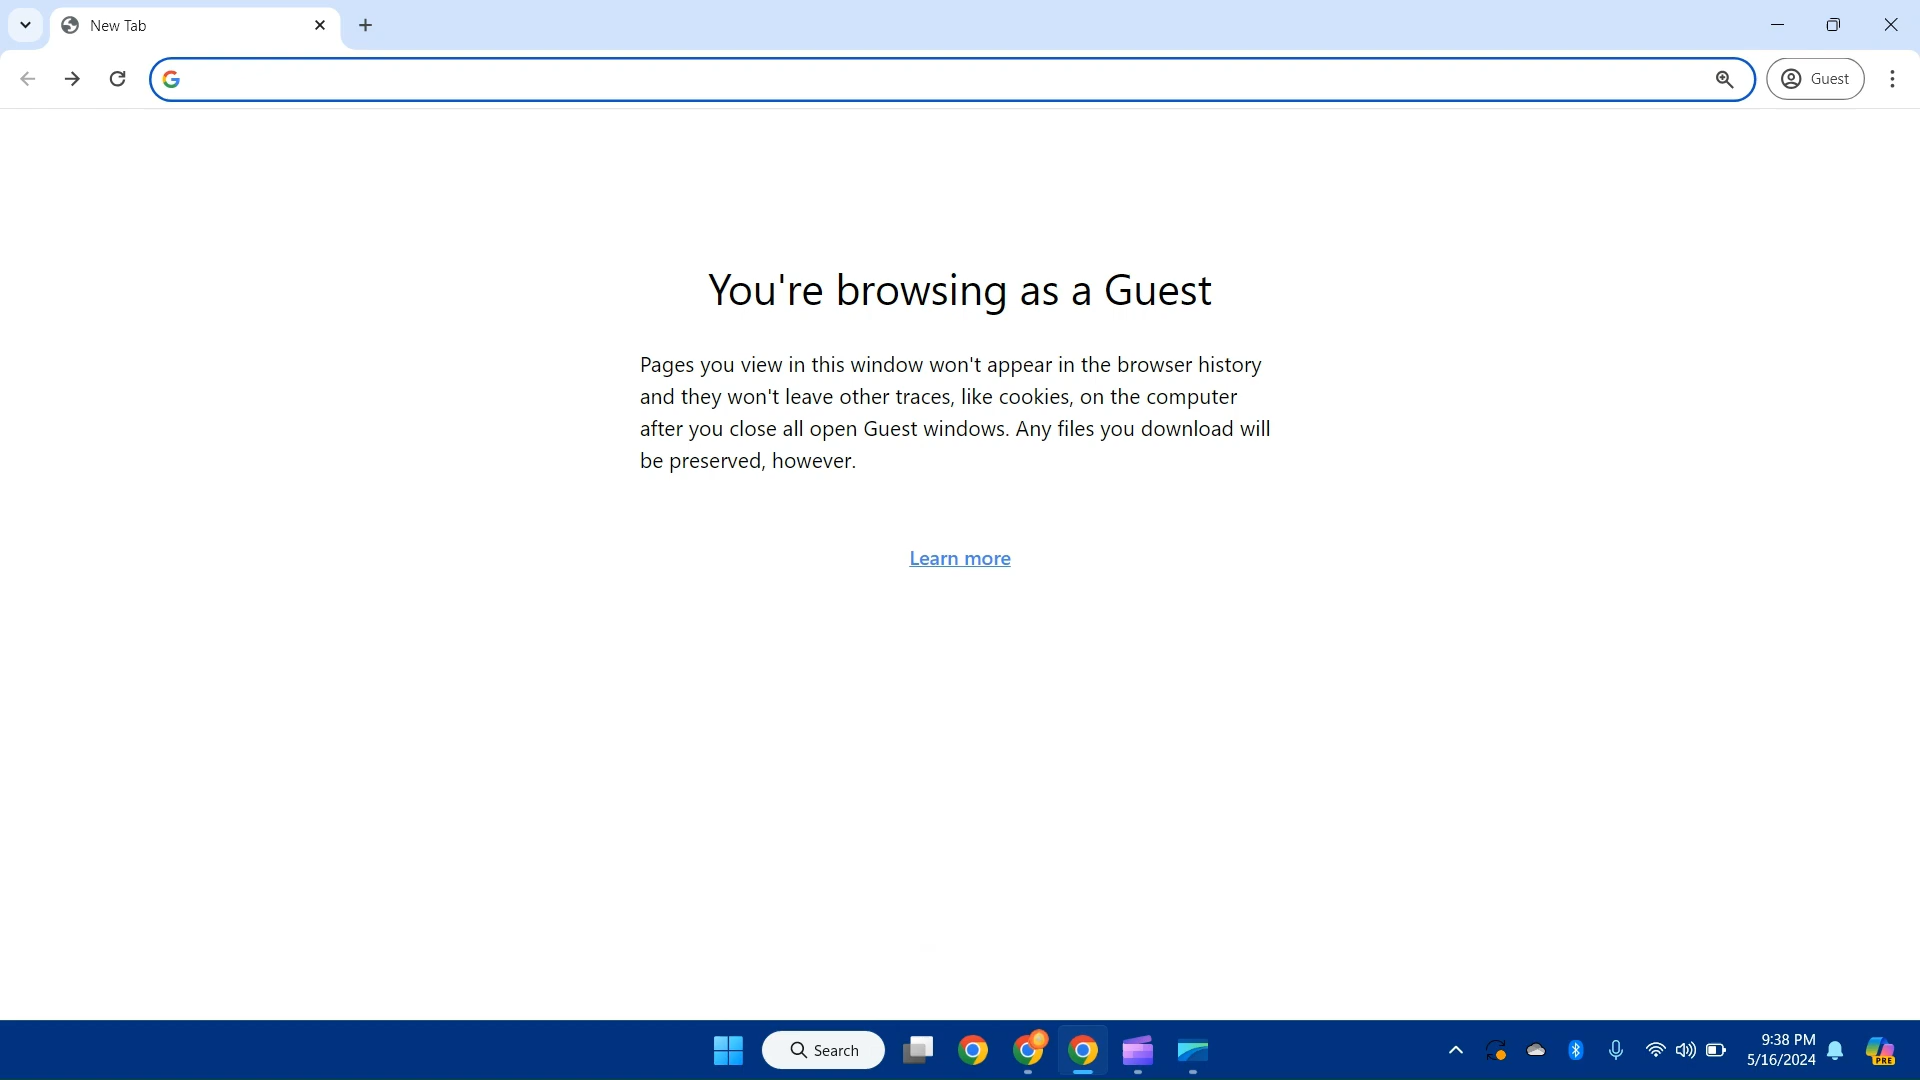 New Tab
Guest
You're browsing as a Guest
Pages you view in this window won't appear in the browser history
and they won't leave other traces, like cookies, on the computer
after you close all open Guest windows. Any files you download will
be preserved, however.
Learn more
Search
9:38 PM
5/16/2024
PRE